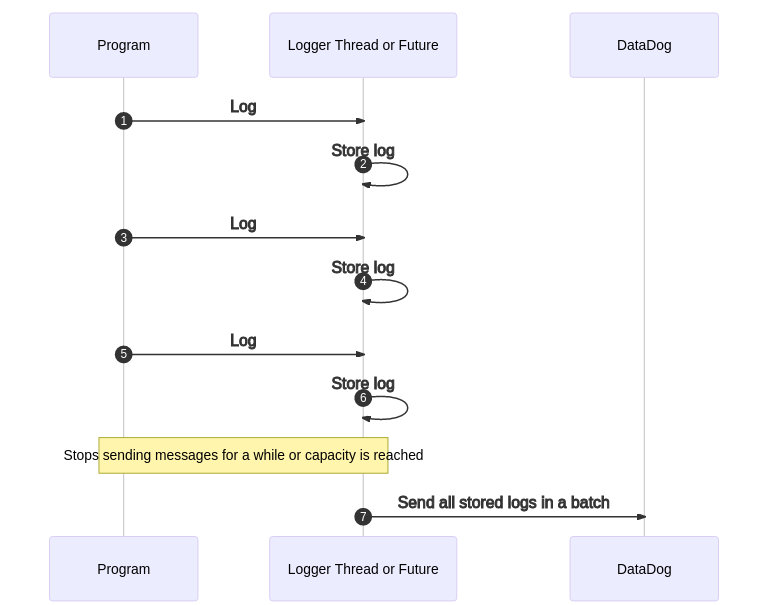 Program
Logger Thread or Future
DataDog
Log
1
Store log
2
Log
3
Store log
4
Log
5
Store log
6
Stops sending messages for a while or capacity is reached
Send all stored logs in a batch
7
Program
Logger Thread or Future
DataDog